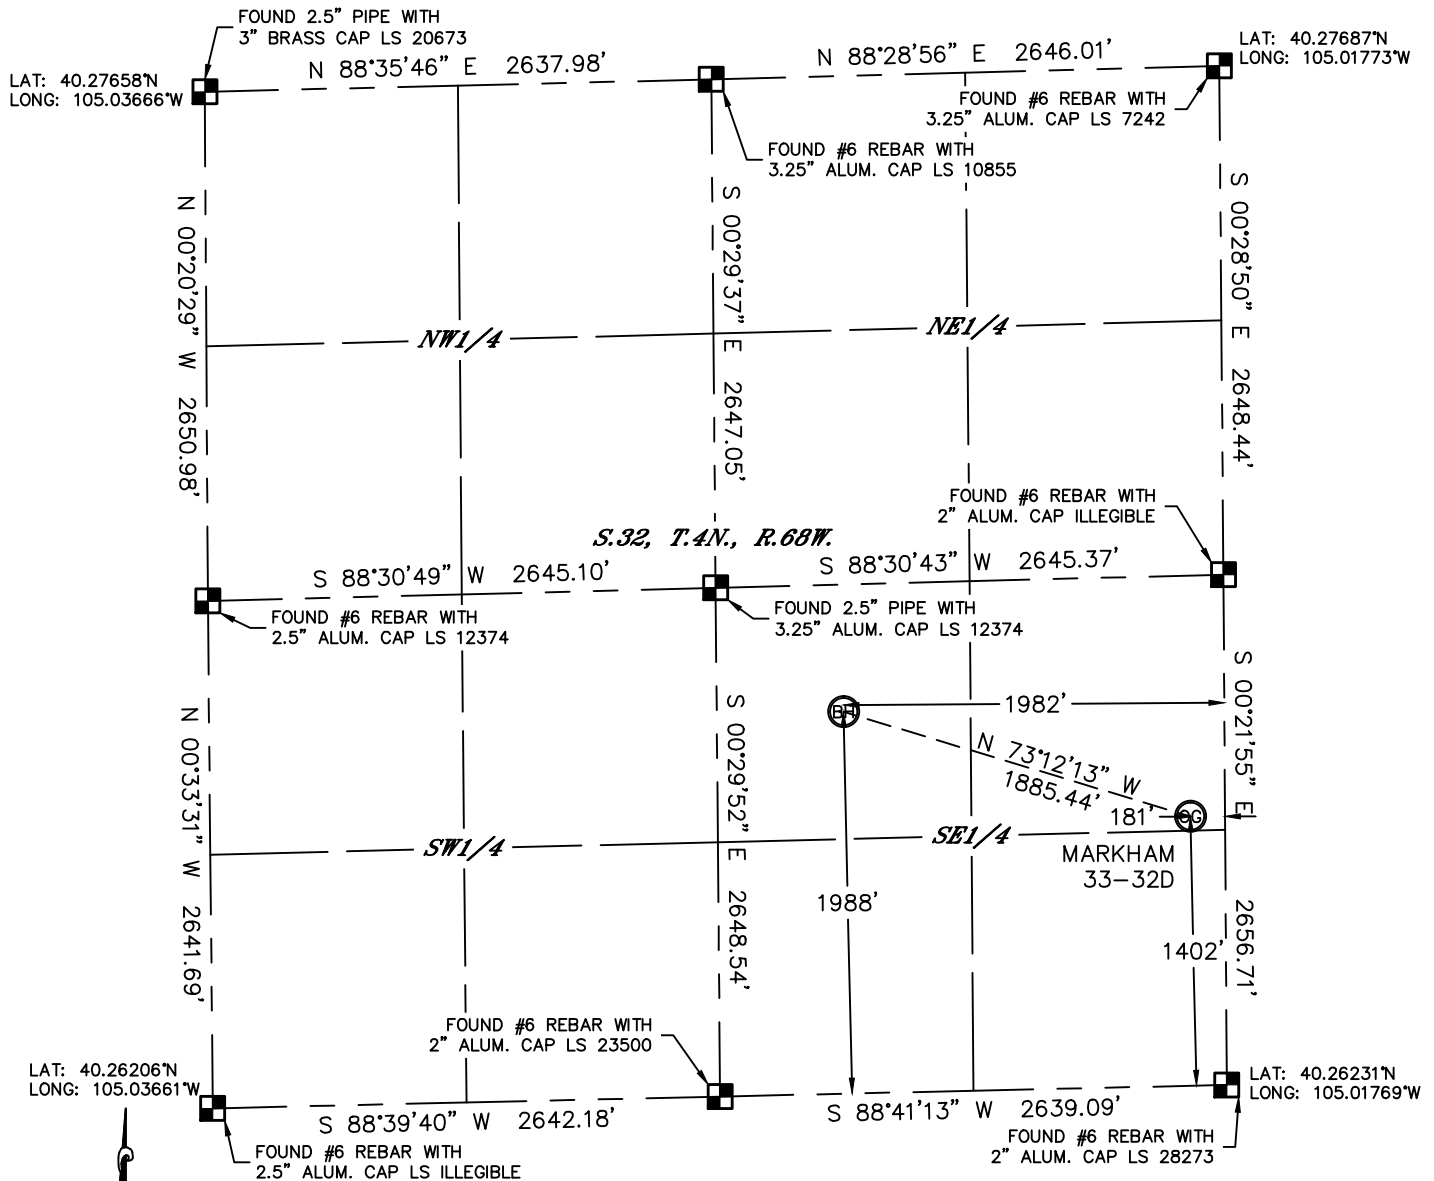 FOUND 2.5” PIPE WITH
3” BRASS CAP LS 20673
LAT: 40.27658°N
LONG: 105.03666°W
N 88°35'46” E 2637.98'
N 88°28'56” E 2646.01'
LAT: 40.27687°N
LONG: 105.01773°W
FOUND #6 REBAR WITH
3.25” ALUM. CAP LS 7242
FOUND #6 REBAR WITH
3.25” ALUM. CAP LS 10855
N 00°20'29” W 2650.98'
S 00°29'37” E 2647.05'
S 00°28'50” E 2648.44'
NW1/4
NE1/4
FOUND #6 REBAR WITH
2” ALUM. CAP ILLEGIBLE
S.32, T.4N., R.68W.
S 88°30'49” W 2645.10'
S 88°30'43” W 2645.37'
FOUND #6 REBAR WITH
2.5” ALUM. CAP LS 12374
FOUND 2.5” PIPE WITH
3.25” ALUM. CAP LS 12374
N 00°33'31” W 2641.69'
S 00°29'52” E 2648.54'
S 00°21'55” E 2656.71'
BH
1982'
N 73°12'13” W
1885.44'
181'
OG
SW1/4
SE1/4
MARKHAM
33-32D
1988'
1402'
FOUND #6 REBAR WITH
2” ALUM. CAP LS 23500
LAT: 40.26206°N
LONG: 105.03661°W
LAT: 40.26231°N
LONG: 105.01769°W
S 88°39'40” W 2642.18'
S 88°41'13” W 2639.09'
FOUND #6 REBAR WITH
2.5” ALUM. CAP LS ILLEGIBLE
FOUND #6 REBAR WITH
2” ALUM. CAP LS 28273